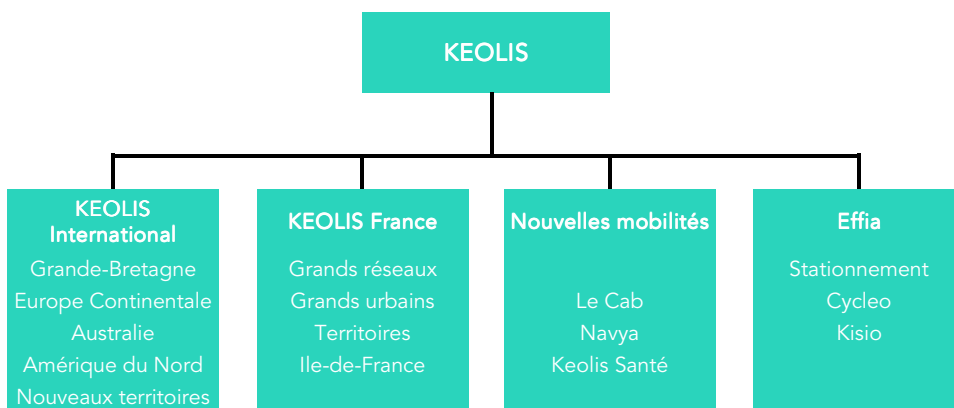 KEOLIS
KEOLIS
International
Grande-Bretagne
Europe Continentale
Australie
Amérique du Nord
Nouveaux territoires
KEOLIS France
Grands réseaux
Grands urbains
Territoires
Ile-de-France
Nouvelles mobilités
Le Cab
Navya
Keolis Santé
Effia
Stationnement
Cycleo
Kisio